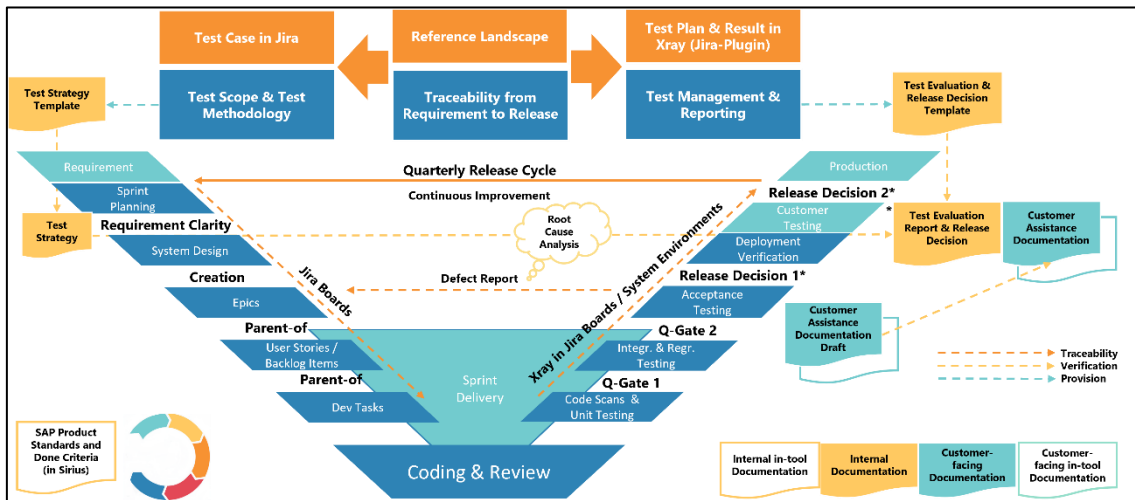 Test Case in Jira
Reference Landscape
Test Plan & Result in
Xray (Jira-Plugin)
Test Strategy
Template
Test Scope & Test
Methodology
Traceability from
Requirement to Release
Test Management &
Reporting
Test Evaluation &
Release Decision
Template
Requirement
Quarterly Release Cycle
Production
Sprint
Planning
Continuous Improvement
Release Decision 2*
*
Test
Strategy
Requirement Clarity
System Design
Root
Cause
Analysis
Customer
Testing
Deployment
Verification
Test Evaluation
Report & Release
Decision
Customer
Assistance
Documentation
Creation
Epics
Jira Boards
Defect Report
Xray in Jira Boards / System Environments
Release Decision 1*
Acceptance
Testing
Parent-of
User Stories /
Backlog Items
Q-Gate 2
Integr. & Regr.
Testing
Customer
Assistance
Documentation
Draft
Traceability
Verification
Provision
Parent-of
Dev Tasks
Sprint
Delivery
Q-Gate 1
Code Scans &
Unit Testing
SAP Product
Standards and
Done Criteria
(in Sirius)
Coding & Review
Internal in-tool
Documentation
Internal
Documentation
Customer-
facing
Documentation
Customer-
facing in-tool
Documentation